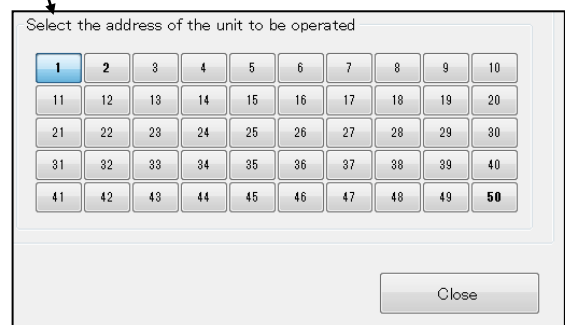 Select the address of the unit to be operated
1 2 3 4 5 6 7 8 9 10
11 12 13 14 15 16 17 18 19 20
21 22 23 24 25 26 27 28 29 30
31 32 33 34 35 36 37 38 39 40
41 42 43 44 45 46 47 48 49 50
Close